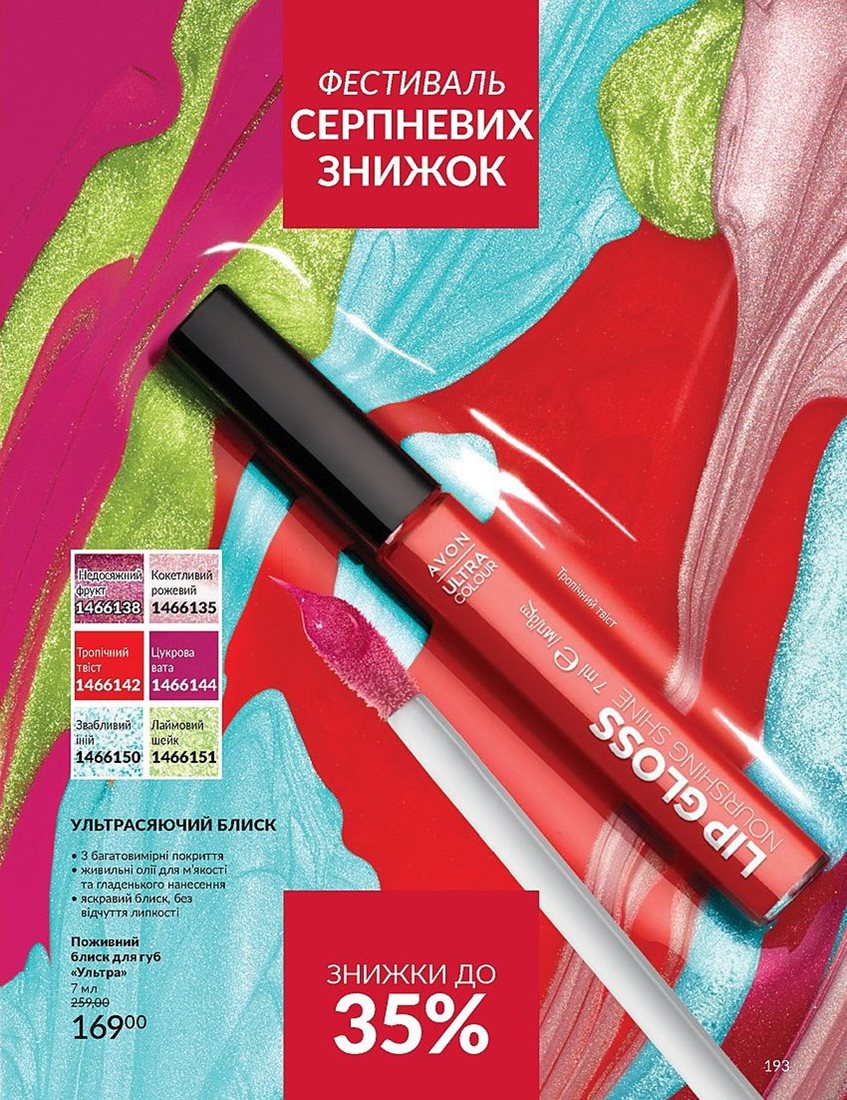 ФЕСТИВАЛЬ
СЕРПНЕВИХ
ЗНИЖОК
AVON
ULTRA
COLOUR
Тропічний твіст
7 ml e
LIP GLOSS
NOURISHING SHINE
Недосяжний
фрукт
1466138
Кокетливий
рожевий
1466135
Тропічний
твіст
1466142
Цукрова
вата
1466144
Звабливий
іній
1466150
Лаймовий
шейк
1466151
УЛЬТРАСЯЮЧИЙ БЛИСК
• 3 багатовимірні покриття
• живильні олії для м'якості
та гладенького нанесення
• яскравий блиск, без
відчуття липкості
Поживний
блиск для губ
«Ультра»
7 мл
259,00
169⁰⁰
ЗНИЖКИ ДО
35%
193